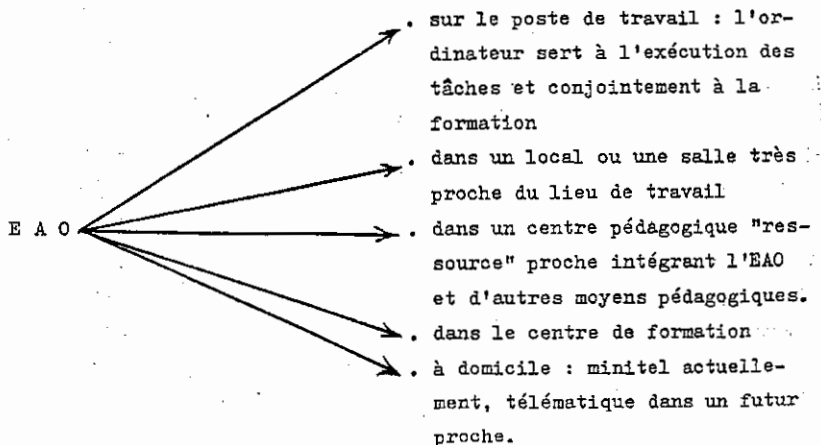 . sur le poste de travail : l'or-
dinateur sert à l'exécution des
tâches et conjointement à la
formation
. dans un local ou une salle très
proche du lieu de travail
E A O
. dans un centre pédagogique "res-
source" proche intégrant l'EAO
et d'autres moyens pédagogiques.
. dans le centre de formation
. à domicile : minitel actuelle-
ment, télématique dans un futur
proche.